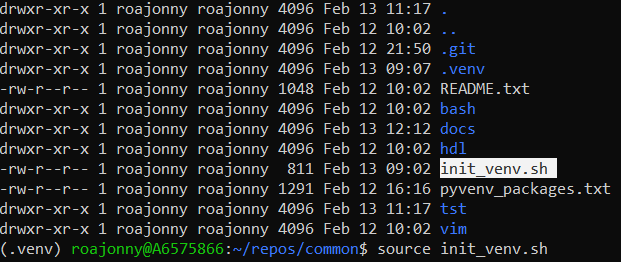 drwxr-xr-x 1 roajonny roajonny 4096 Feb 13 11:17 .
drwxr-xr-x 1 roajonny roajonny 4096 Feb 12 10:02 ..
drwxr-xr-x 1 roajonny roajonny 4096 Feb 12 21:50 .git
drwxr-xr-x 1 roajonny roajonny 4096 Feb 13 09:07 .venv
-rw-r--r-- 1 roajonny roajonny 1048 Feb 12 10:02 README.txt
drwxr-xr-x 1 roajonny roajonny 4096 Feb 12 10:02 bash
drwxr-xr-x 1 roajonny roajonny 4096 Feb 13 12:12 docs
drwxr-xr-x 1 roajonny roajonny 4096 Feb 12 10:02 hdl
-rw-r--r-- 1 roajonny roajonny  811 Feb 13 09:02 init_venv.sh
-rw-r--r-- 1 roajonny roajonny 1291 Feb 12 16:16 pyvenv_packages.txt
drwxr-xr-x 1 roajonny roajonny 4096 Feb 13 11:17 tst
drwxr-xr-x 1 roajonny roajonny 4096 Feb 12 10:02 vim
(.venv) roajonny@A6575866:~/repos/common$ source init_venv.sh